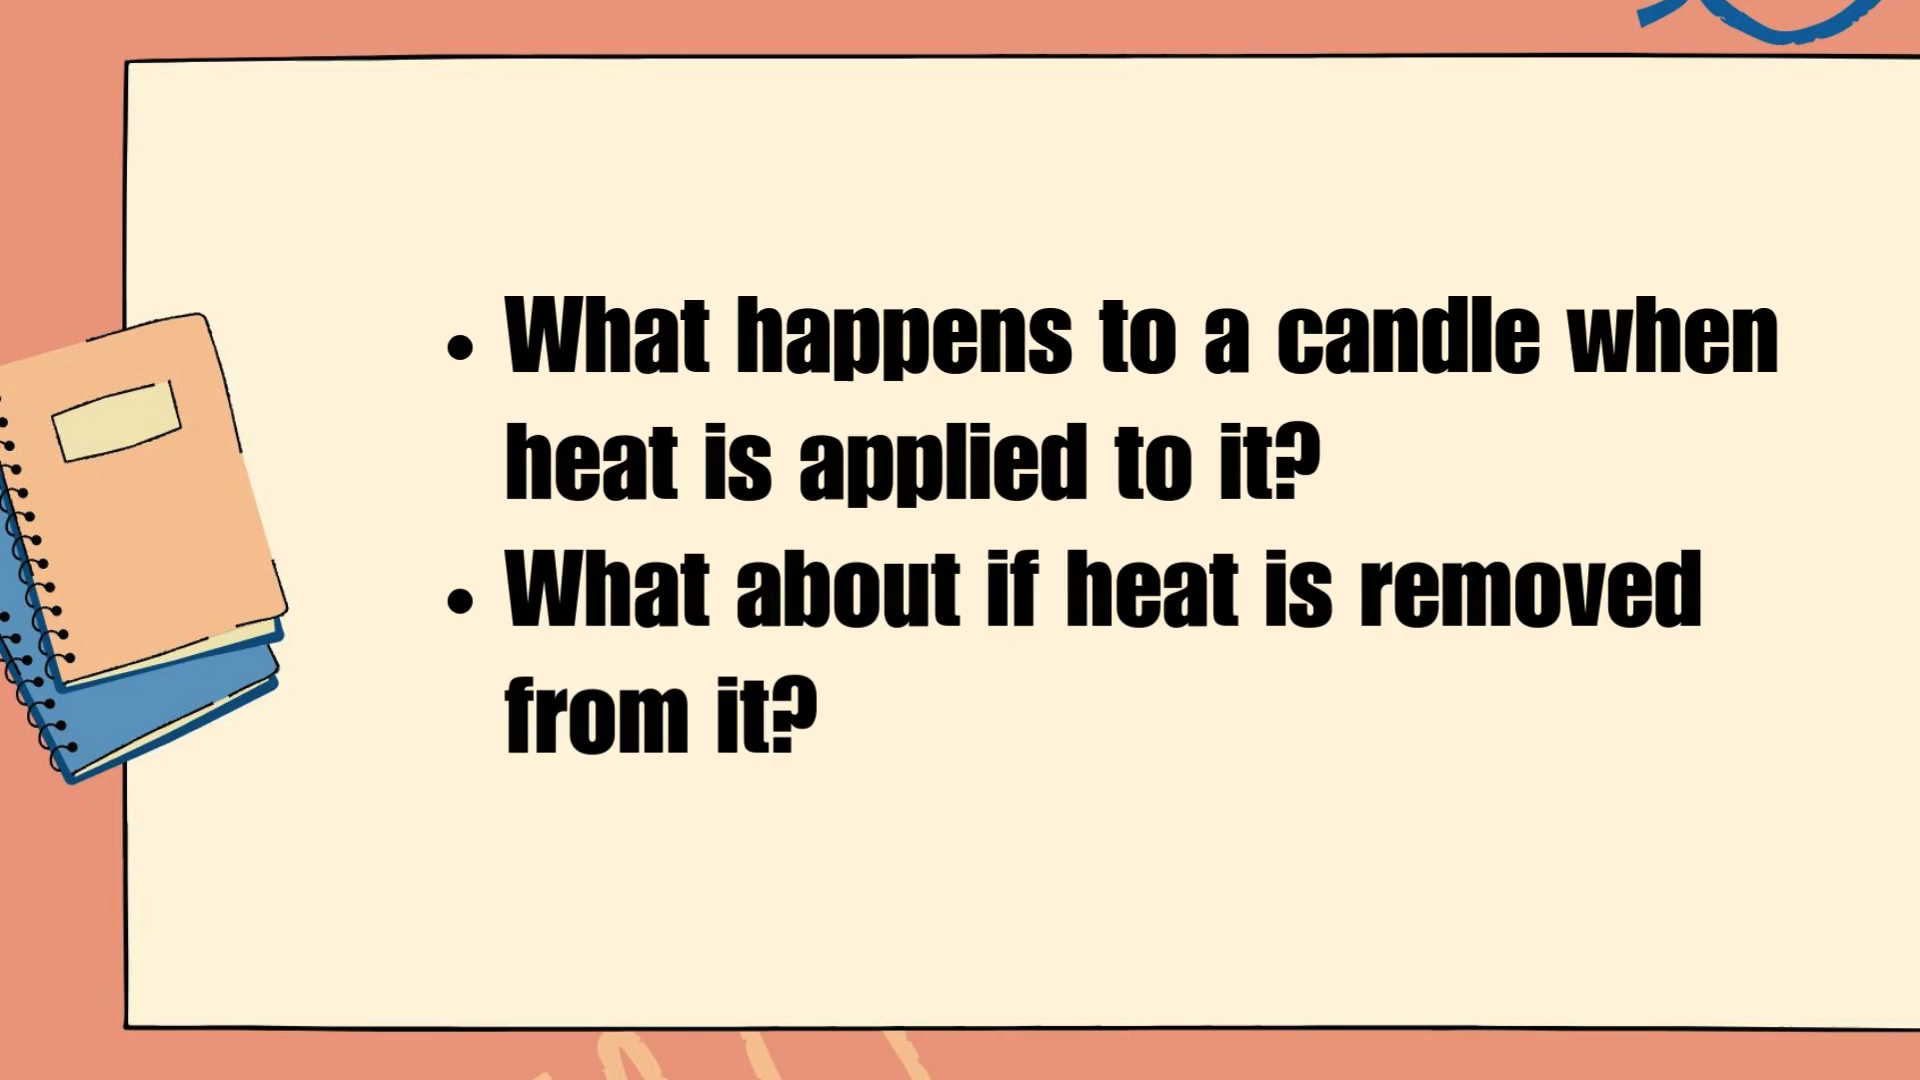 • What happens to a candle when
heat is applied to it?
• What about if heat is removed
from it?